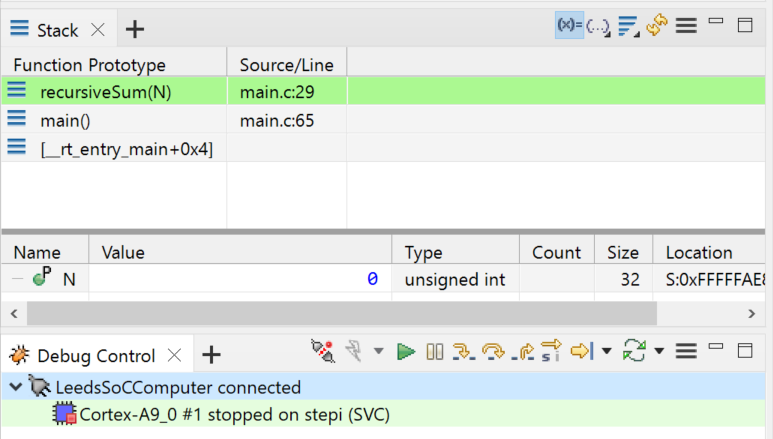 Stack
(x)= (..)
Function Prototype Source/Line
recursiveSum(N) main.c:29
main() main.c:65
[__rt_entry_main+0x4]
Name Value Type Count Size Location
P N 0 unsigned int 32 S:0xFFFFFAE8
Debug Control
s i
LeedsSoCComputer connected
Cortex-A9_0 #1 stopped on stepi (SVC)